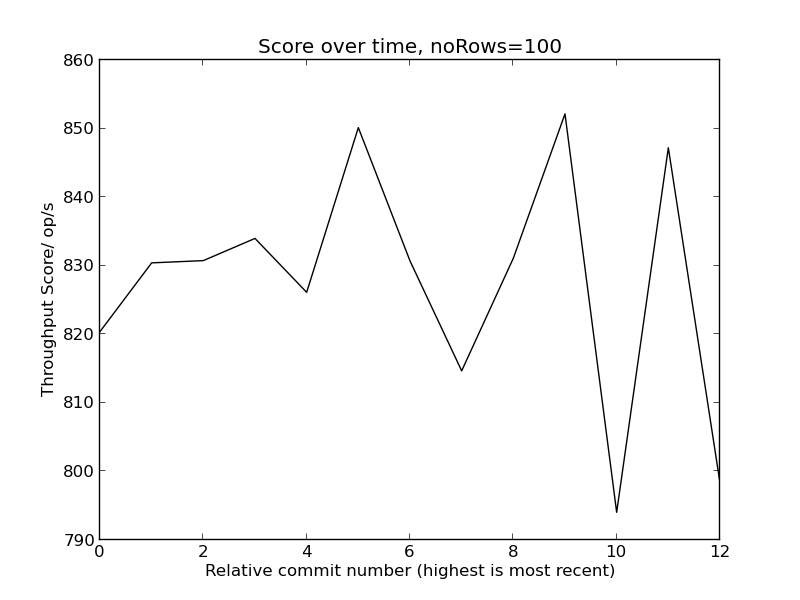 Score over time, noRows=100
860
850
840
830
820
810
800
790
Throughput Score/ op/s
0 2 4 6 8 10 12
Relative commit number (highest is most recent)